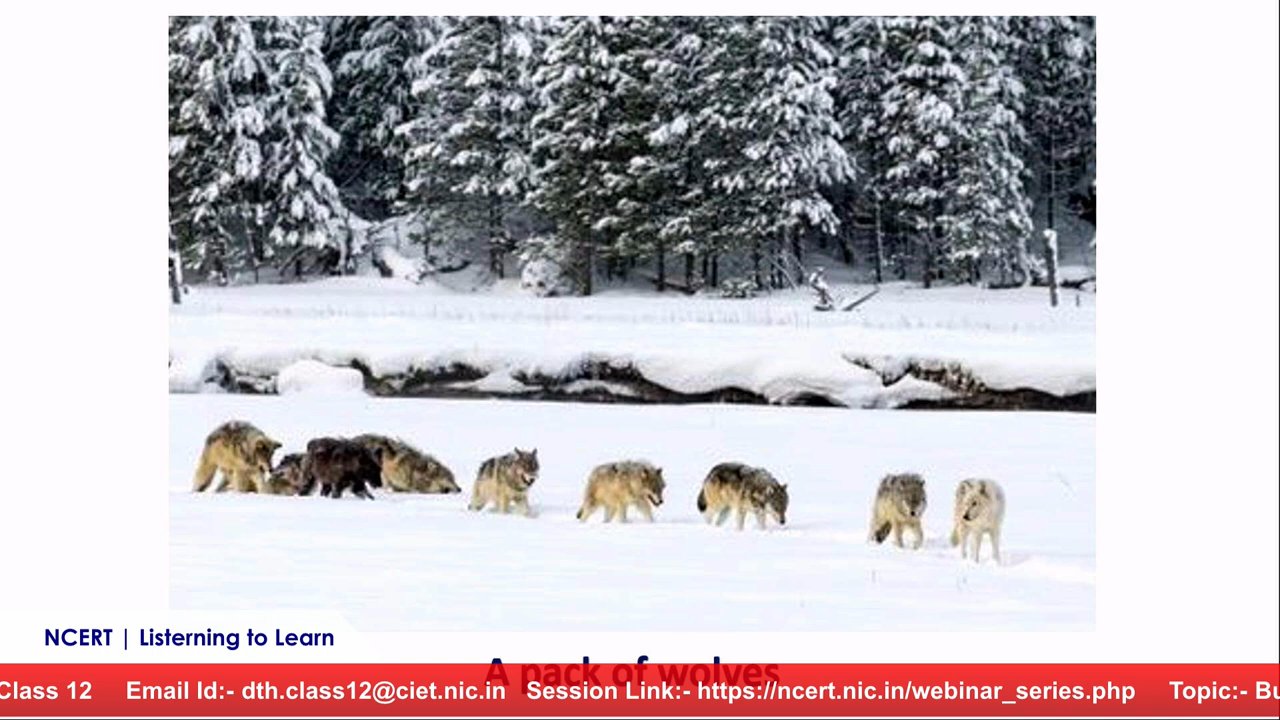 NCERT | Listerning to Learn
A pack of wolves
Class 12 Email Id:- dth.class12@ciet.nic.in Session Link:- https://ncert.nic.in/webinar_series.php Topic:-